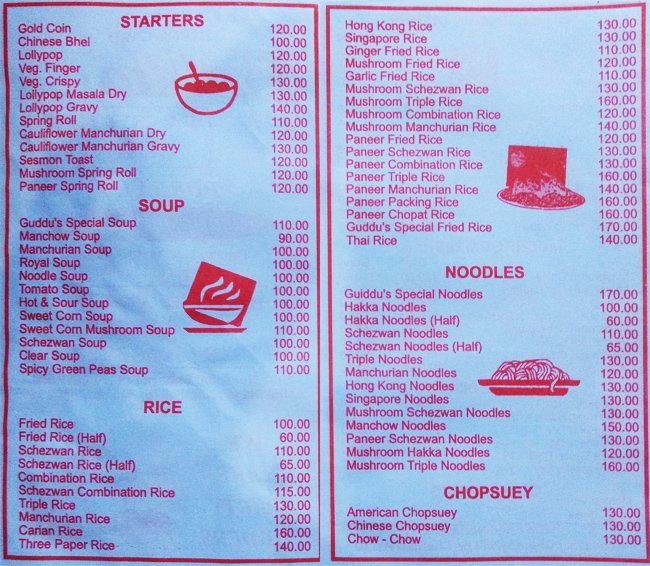 STARTERS
Gold Coin 120.00
Chinese Bhel 100.00
Lollypop 120.00
Veg. Finger 120.00
Veg. Crispy 130.00
Lollypop Masala Dry 130.00
Lollypop Gravy 140.00
Spring Roll 110.00
Cauliflower Manchurian Dry 120.00
Cauliflower Manchurian Gravy 130.00
Sesmon Toast 120.00
Mushroom Spring Roll 120.00
Paneer Spring Roll 120.00
SOUP
Guddu's Special Soup 110.00
Manchow Soup 90.00
Manchurian Soup 100.00
Royal Soup 100.00
Noodle Soup 100.00
Tomato Soup 100.00
Hot & Sour Soup 100.00
Sweet Corn Soup 100.00
Sweet Corn Mushroom Soup 110.00
Schezwan Soup 100.00
Clear Soup 100.00
Spicy Green Peas Soup 110.00
RICE
Fried Rice 100.00
Fried Rice (Half) 60.00
Schezwan Rice 110.00
Schezwan Rice (Half) 65.00
Combination Rice 110.00
Schezwan Combination Rice 115.00
Triple Rice 130.00
Manchurian Rice 120.00
Carian Rice 160.00
Three Paper Rice 140.00
Hong Kong Rice 130.00
Singapore Rice 130.00
Ginger Fried Rice 110.00
Mushroom Fried Rice 120.00
Garlic Fried Rice 110.00
Mushroom Schezwan Rice 130.00
Mushroom Triple Rice 160.00
Mushroom Combination Rice 120.00
Mushroom Manchurian Rice 140.00
Paneer Fried Rice 120.00
Paneer Schezwan Rice 130.00
Paneer Combination Rice 130.00
Paneer Triple Rice 160.00
Paneer Manchurian Rice 140.00
Paneer Packing Rice 160.00
Paneer Chopat Rice 160.00
Guddu's Special Fried Rice 170.00
Thai Rice 140.00
NOODLES
Guiddu's Special Noodles 170.00
Hakka Noodles 100.00
Hakka Noodles (Half) 60.00
Schezwan Noodles 110.00
Schezwan Noodles (Half) 65.00
Triple Noodles 130.00
Manchurian Noodles 120.00
Hong Kong Noodles 130.00
Singapore Noodles 130.00
Mushroom Schezwan Noodles 130.00
Manchow Noodles 150.00
Paneer Schezwan Noodles 130.00
Mushroom Hakka Noodles 120.00
Mushroom Triple Noodles 160.00
CHOPSUEY
American Chopsuey 130.00
Chinese Chopsuey 130.00
Chow - Chow 130.00